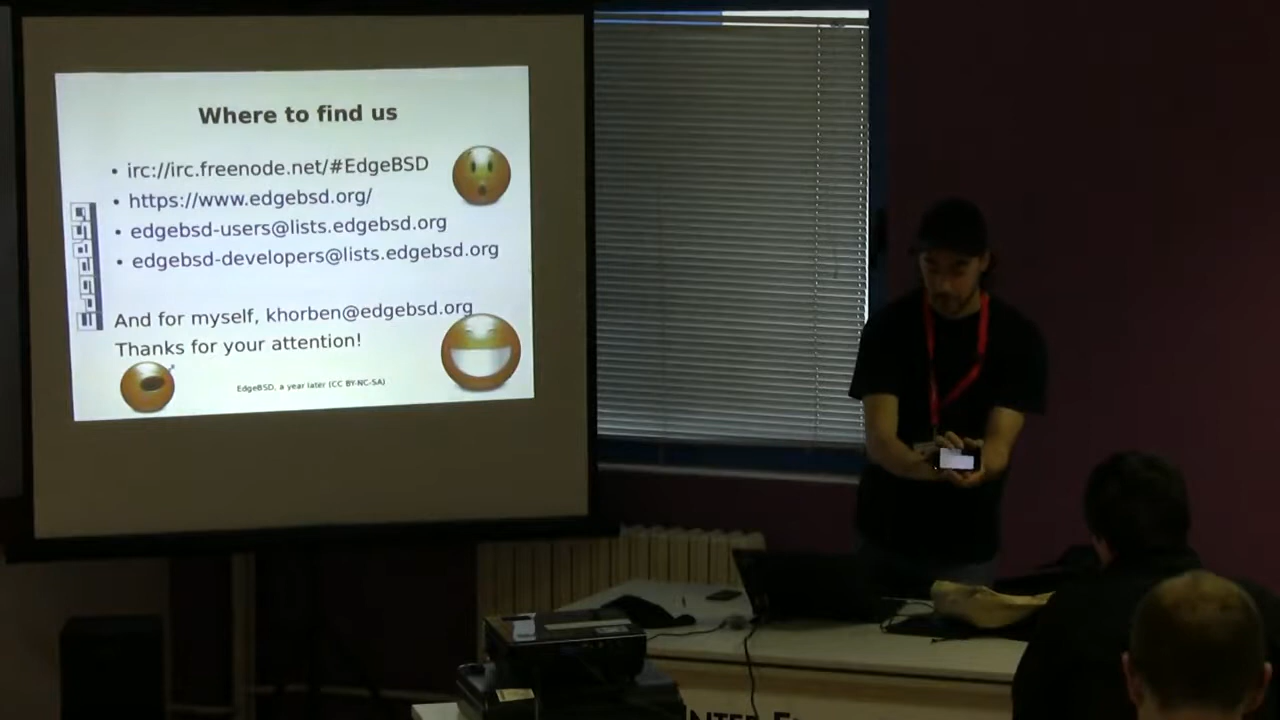 Where to find us
• irc://irc.freenode.net/#EdgeBSD
• https://www.edgebsd.org/
• edgebsd-users@lists.edgebsd.org
• edgebsd-developers@lists.edgebsd.org
And for myself, khorben@edgebsd.org
Thanks for your attention!
EdgeBSD, a year later (CC BY-NC-SA)